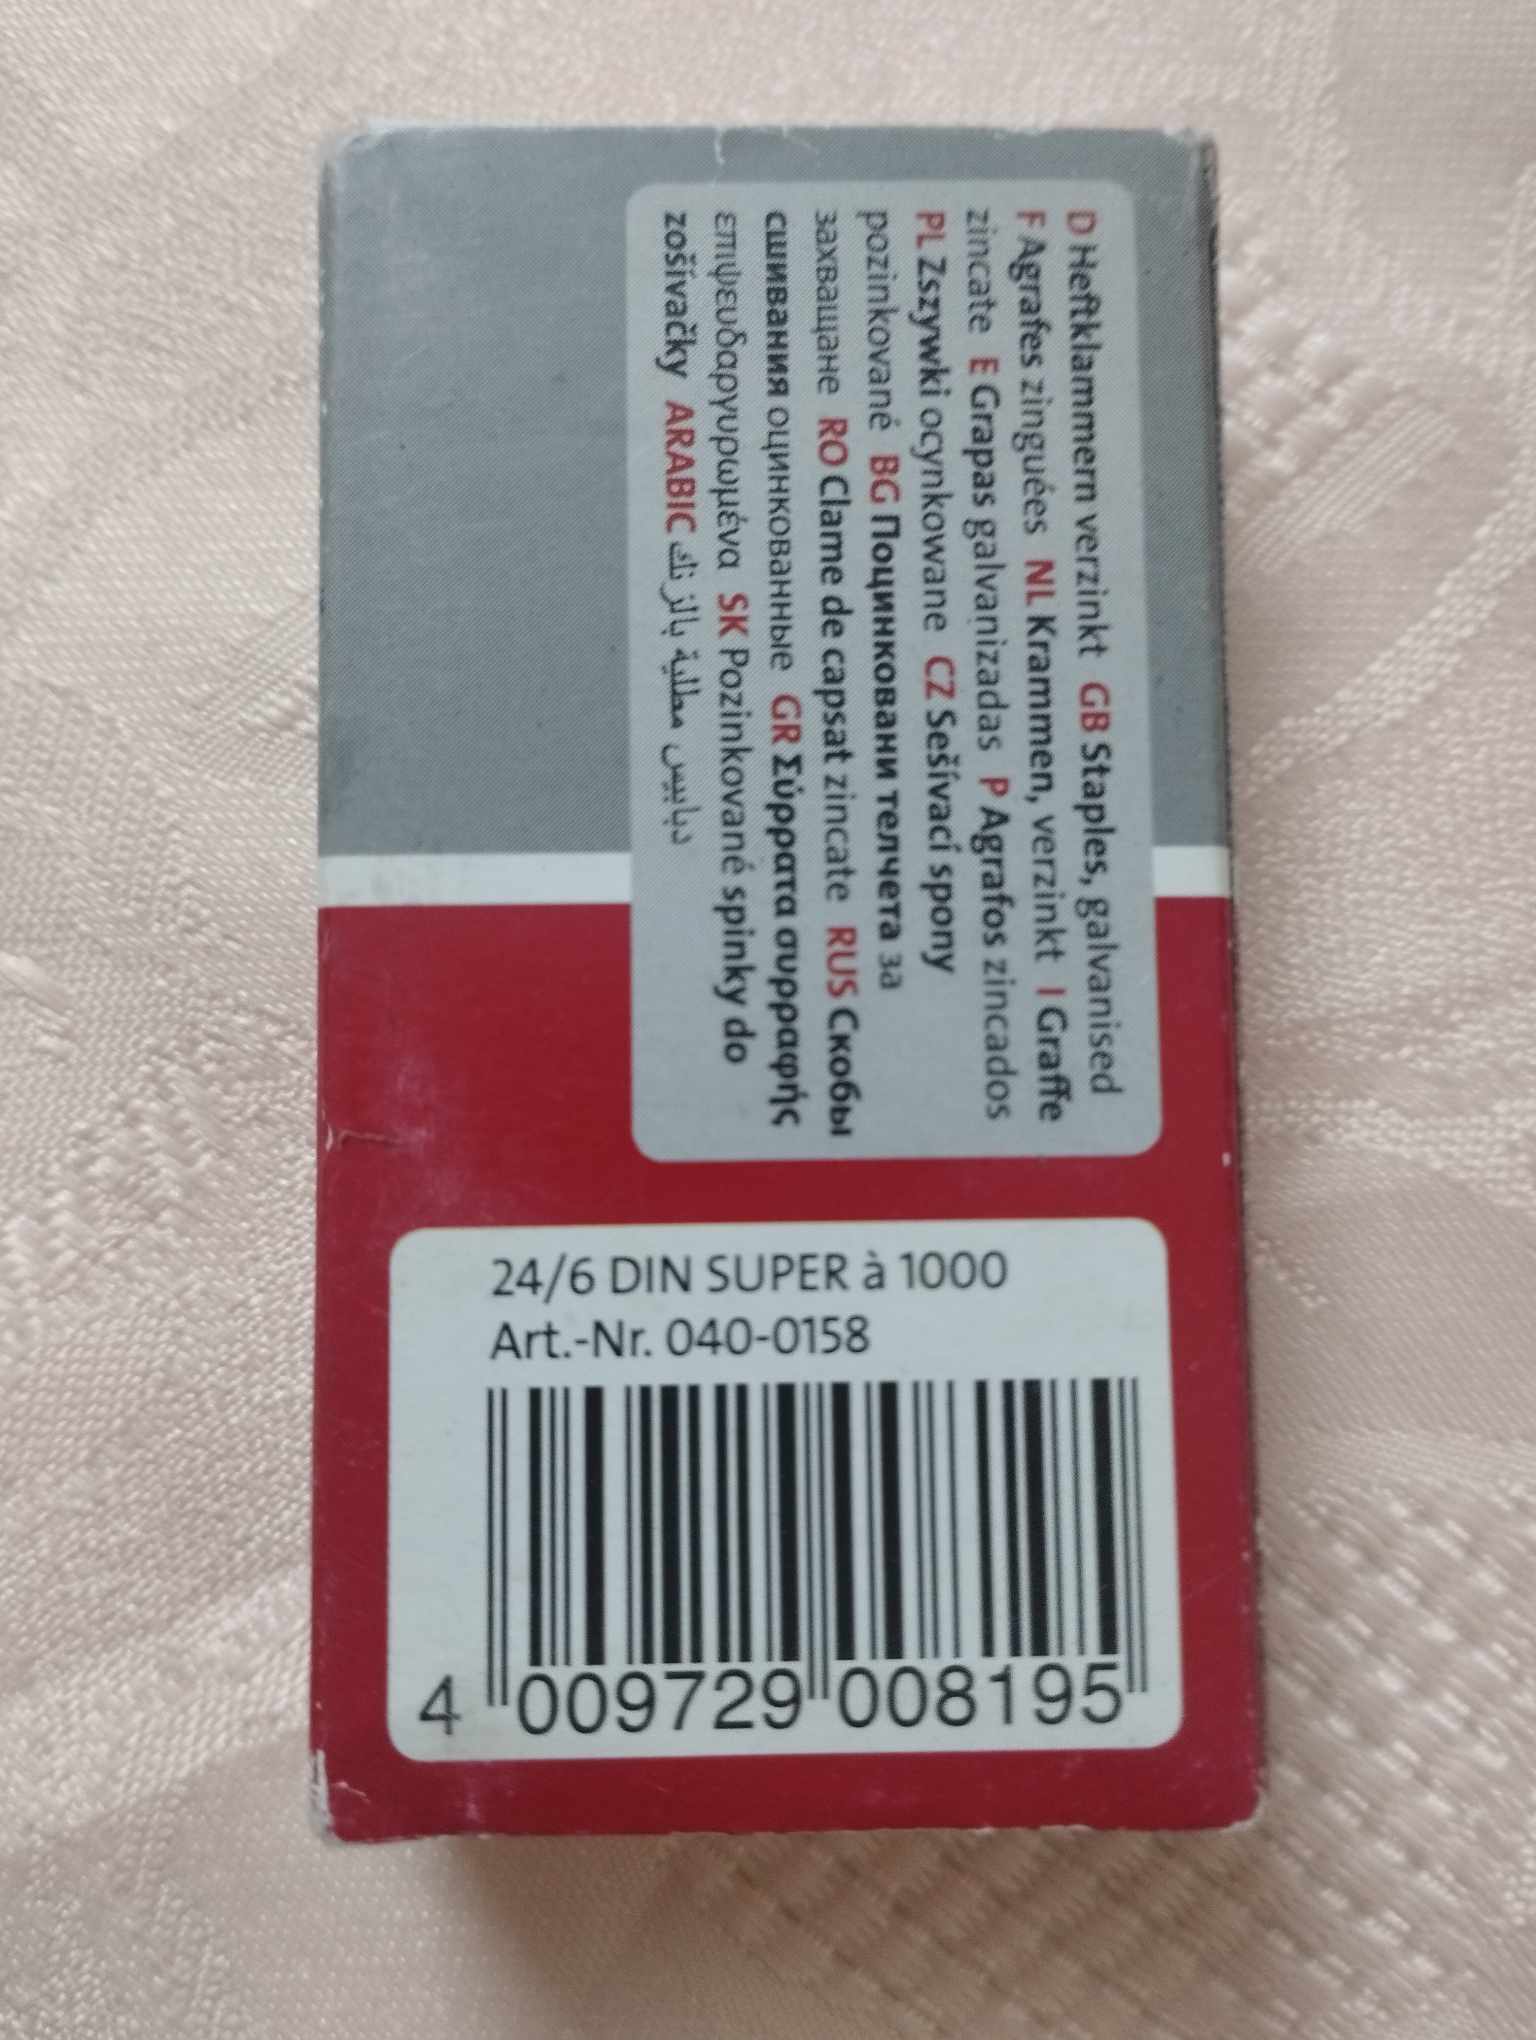 D Heftklammern verzinkt GB Staples, galvanised
F Agrafes zinguées NL Krammen, verzinkt I Graffe
zincate E Grapas galvanizadas P Agrafos zincados
PL Zszywki ocynkowane CZ Sešívací spony
pozinkované BG Поцинковани телчета за
захващане RO Clame de capsat zincate RUS Скобы
сшивания оцинкованные GR Σύρρατα συρραφής
επιψευδαργυρωμένα SK Pozinkované spinky do
zošívačky ARABIC دبابيس مطلية بالزنك
24/6 DIN SUPER à 1000
Art.-Nr. 040-0158
4 009729 008195